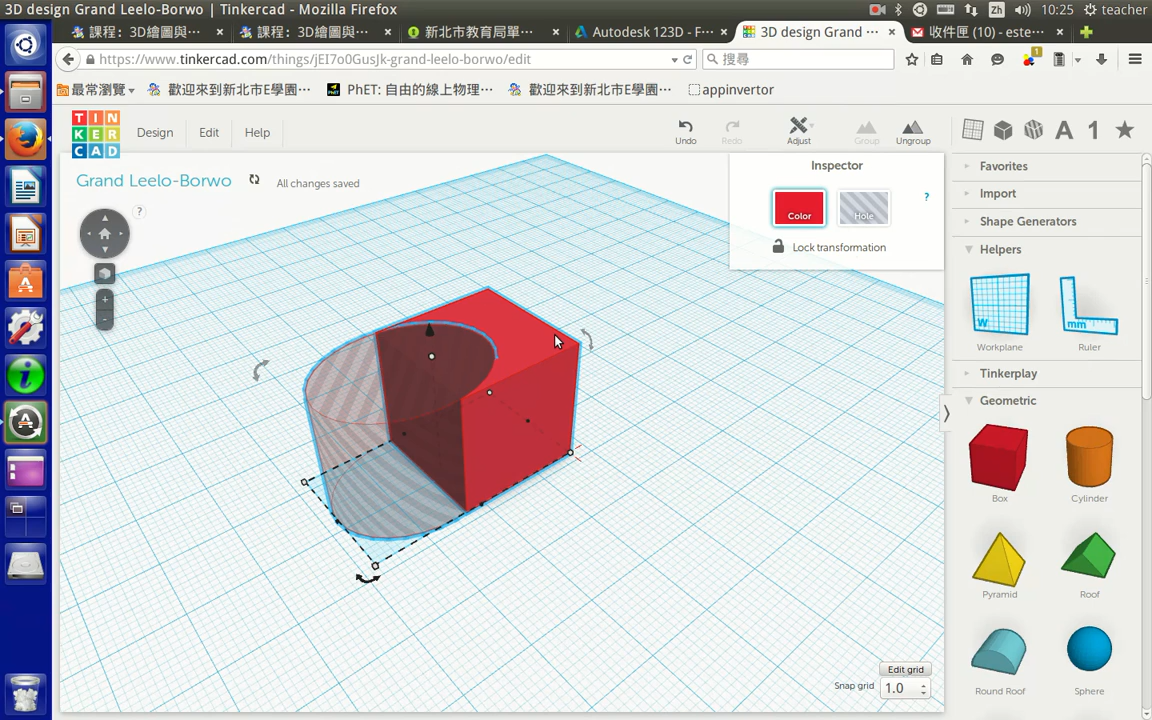 3D design Grand Leelo-Borwo | Tinkercad - Mozilla Firefox
Zh
10:25
teacher
課程：3D繪圖與⋯ ×
課程：3D繪圖與⋯ ×
新北市教育局單⋯ ×
Autodesk 123D - F⋯ ×
3D design Grand ⋯ ×
收件匣 (10) - este⋯ ×
https://www.tinkercad.com/things/jEI7o0GusJk-grand-leelo-borwo/edit
搜尋
1
最常瀏覽
歡迎來到新北市E學園⋯
PhET: 自由的線上物理⋯
歡迎來到新北市E學園⋯
appinvertor
TIN
KER
CAD
Design
Edit
Help
Undo
Redo
Adjust
Group
Ungroup
Grand Leelo-Borwo
All changes saved
?
Inspector
Color
Hole
?
Lock transformation
Favorites
Import
Shape Generators
Helpers
W
mm
Workplane
Ruler
Tinkerplay
Geometric
Box
Cylinder
Pyramid
Roof
Round Roof
Sphere
Edit grid
Snap grid
1.0